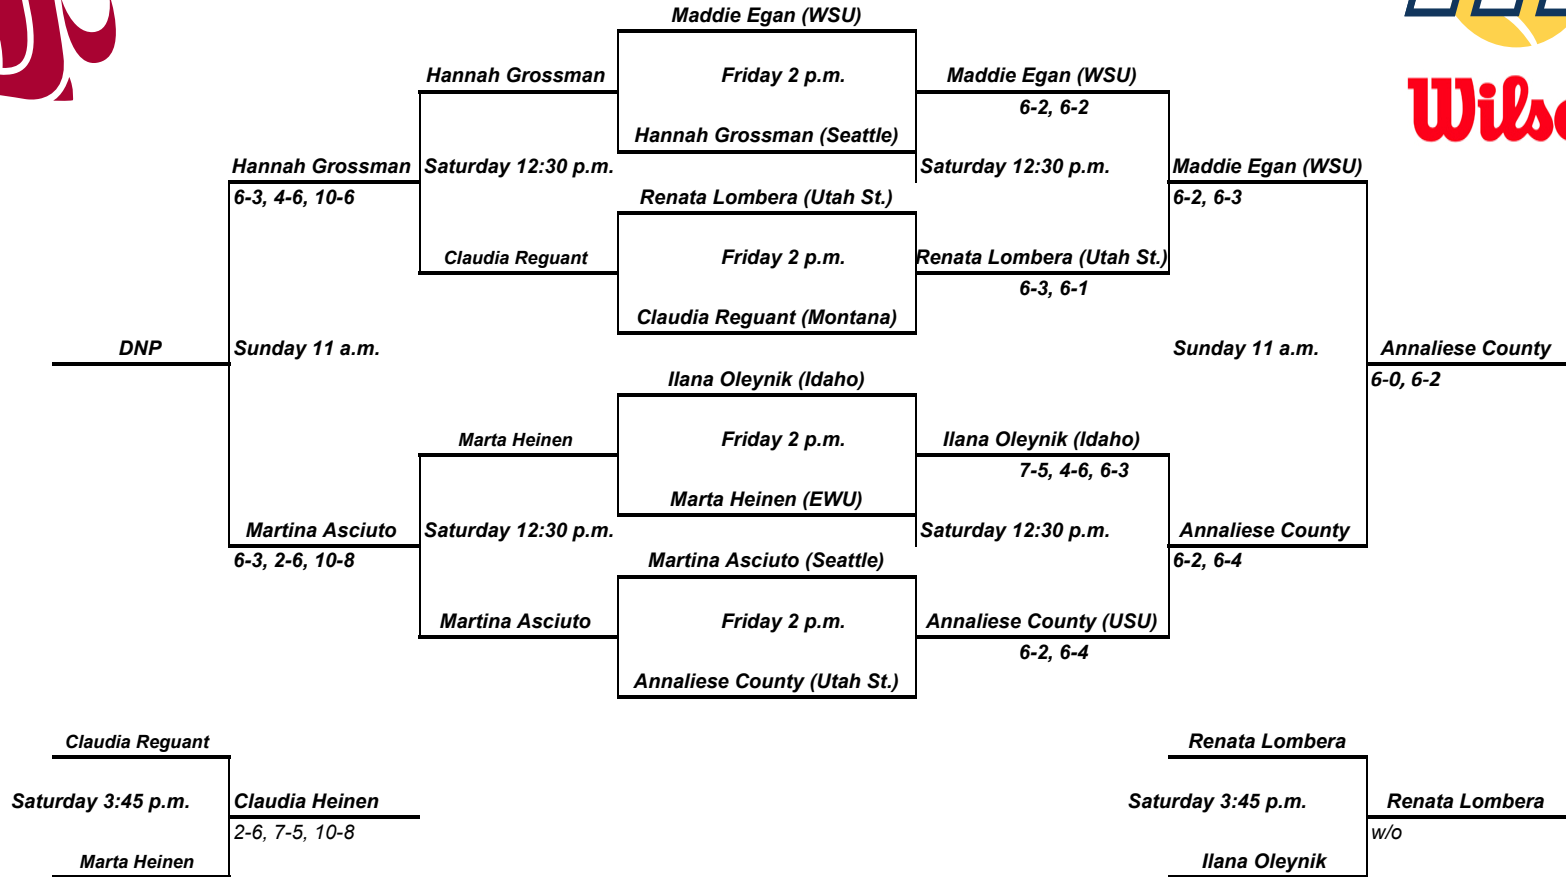 Maddie Egan (WSU)
Hannah Grossman Friday 2 p.m. Maddie Egan (WSU)
6-2, 6-2
Hannah Grossman (Seattle)
Hannah Grossman Saturday 12:30 p.m. Saturday 12:30 p.m. Maddie Egan (WSU)
6-3, 4-6, 10-6 Renata Lombera (Utah St.) 6-2, 6-3
Claudia Reguant Friday 2 p.m. Renata Lombera (Utah St.)
6-3, 6-1
Claudia Reguant (Montana)
DNP Sunday 11 a.m. Sunday 11 a.m. Annaliese County
Ilana Oleynik (Idaho) 6-0, 6-2
Marta Heinen Friday 2 p.m. Ilana Oleynik (Idaho)
7-5, 4-6, 6-3
Marta Heinen (EWU)
Martina Asciuto Saturday 12:30 p.m. Saturday 12:30 p.m. Annaliese County
6-3, 2-6, 10-8 Martina Asciuto (Seattle) 6-2, 6-4
Martina Asciuto Friday 2 p.m. Annaliese County (USU)
6-2, 6-4
Annaliese County (Utah St.)
Claudia Reguant Renata Lombera
Saturday 3:45 p.m. Claudia Heinen Saturday 3:45 p.m. Renata Lombera
2-6, 7-5, 10-8 w/o
Marta Heinen Ilana Oleynik